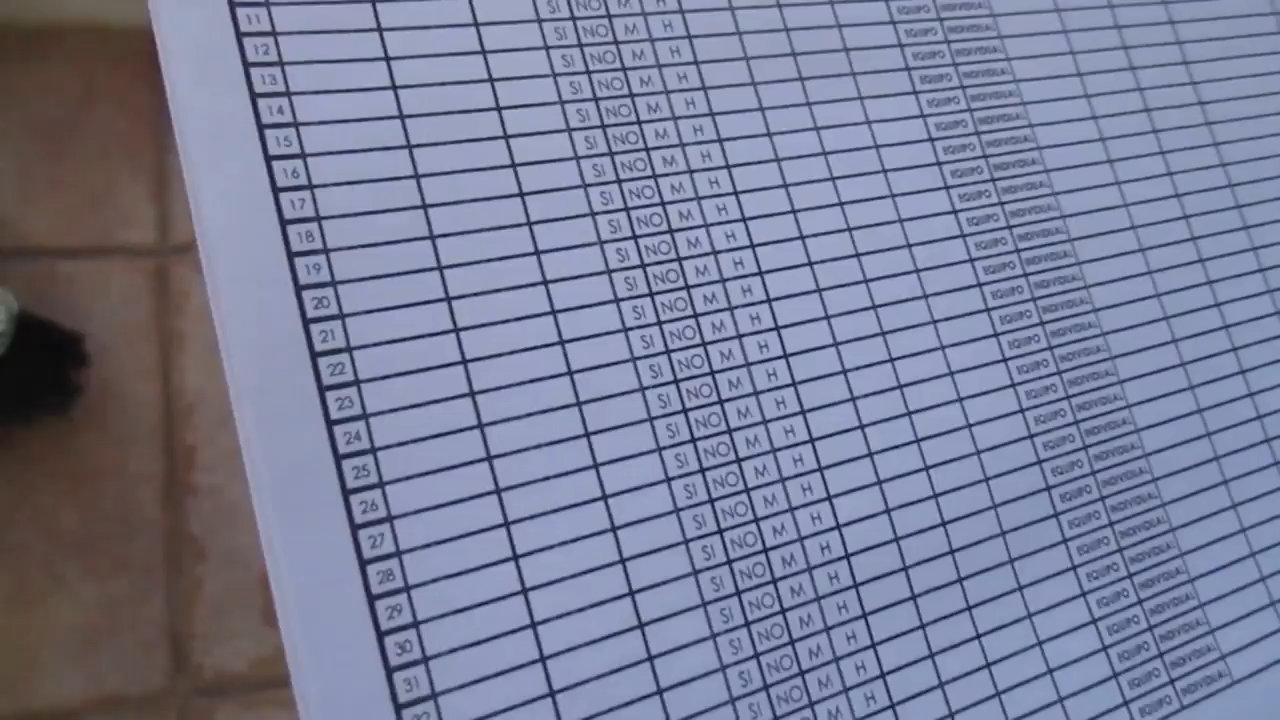 11 SI NO M H EQUIPO INDIVIDUAL
12 SI NO M H EQUIPO INDIVIDUAL
13 SI NO M H EQUIPO INDIVIDUAL
14 SI NO M H EQUIPO INDIVIDUAL
15 SI NO M H EQUIPO INDIVIDUAL
16 SI NO M H EQUIPO INDIVIDUAL
17 SI NO M H EQUIPO INDIVIDUAL
18 SI NO M H EQUIPO INDIVIDUAL
19 SI NO M H EQUIPO INDIVIDUAL
20 SI NO M H EQUIPO INDIVIDUAL
21 SI NO M H EQUIPO INDIVIDUAL
22 SI NO M H EQUIPO INDIVIDUAL
23 SI NO M H EQUIPO INDIVIDUAL
24 SI NO M H EQUIPO INDIVIDUAL
25 SI NO M H EQUIPO INDIVIDUAL
26 SI NO M H EQUIPO INDIVIDUAL
27 SI NO M H EQUIPO INDIVIDUAL
28 SI NO M H EQUIPO INDIVIDUAL
29 SI NO M H EQUIPO INDIVIDUAL
30 SI NO M H EQUIPO INDIVIDUAL
31 SI NO M H EQUIPO INDIVIDUAL
32 SI NO M H EQUIPO INDIVIDUAL